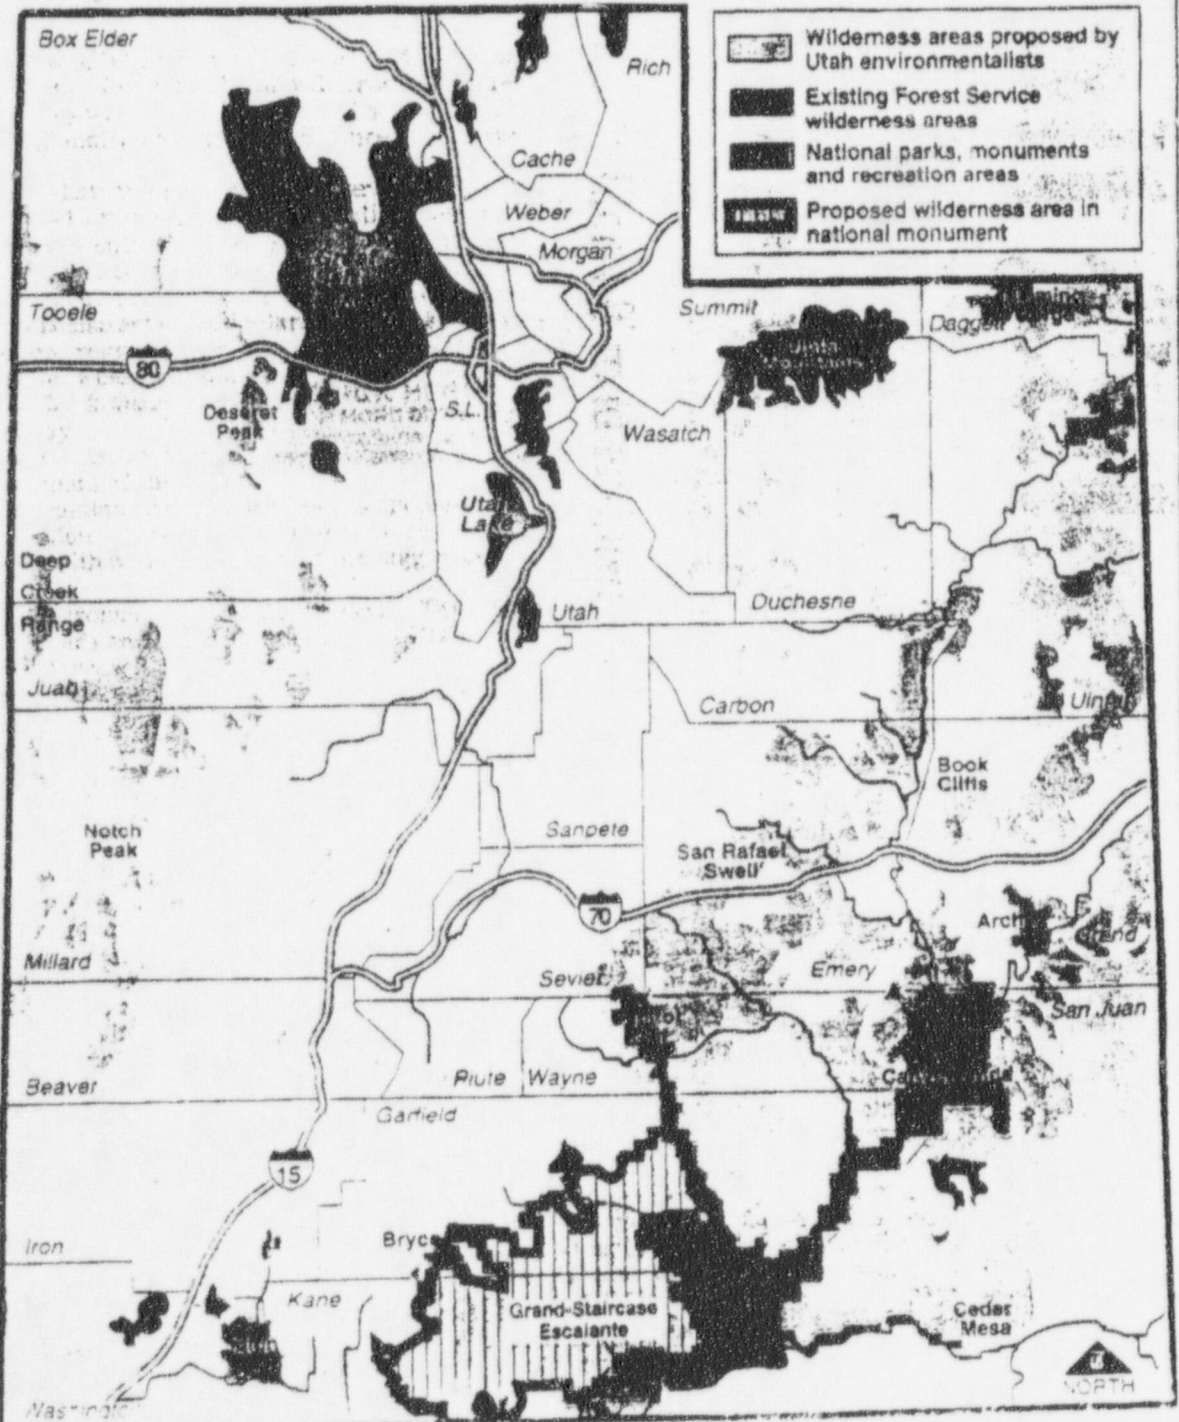 Box Elder
Rich
Wilderness areas proposed by
Utah environmentalists
Existing Forest Service
wilderness areas
National parks, monuments
and recreation areas
Proposed wilderness area in
national monument
Cache
Weber
Morgan
Tooele
Summit
Daggett
80
Deseret
Peak
S.L.
Wasatch
Utah
Lake
Deep
Creek
Range
Utah
Duchesne
Juab
Carbon
Book
Cliffs
Notch
Peak
Sanpete
San Rafael
Swell
70
Millard
Sevier
Emery
San Juan
Beaver
Piute
Wayne
Garfield
15
Iron
Kane
Grand-Staircase
Escalante
Cedar
Mesa
NORTH